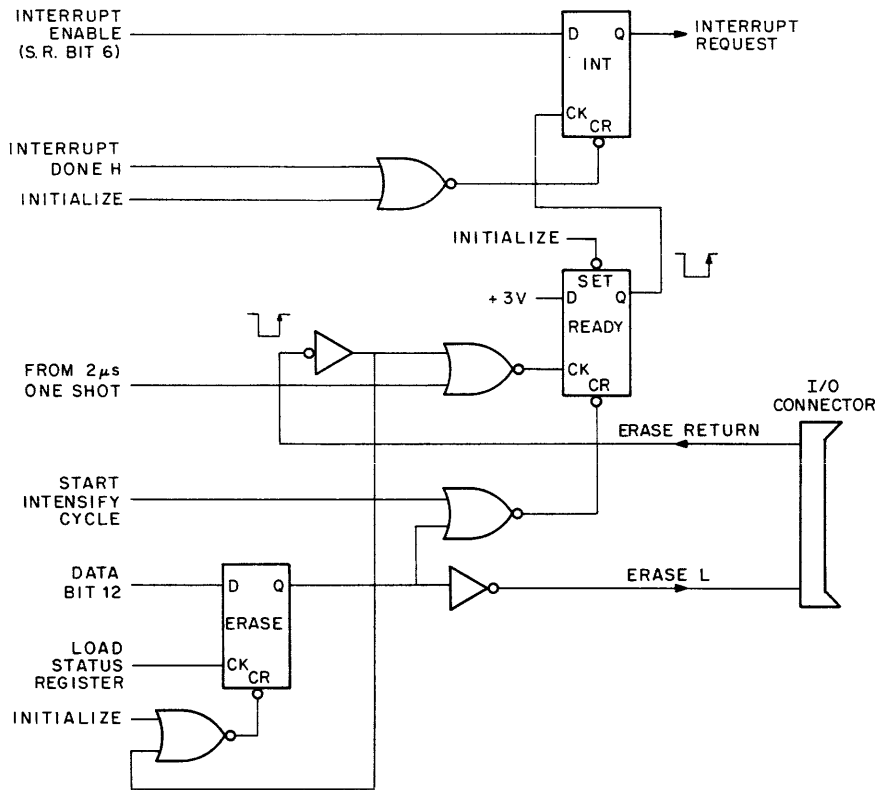 INTERRUPT
ENABLE
(S.R. BIT 6)
D
Q
INT
CK
CR
INTERRUPT
REQUEST
INTERRUPT
DONE H
INITIALIZE
INITIALIZE
SET
+3V
D
Q
READY
CK
CR
FROM 2µs
ONE SHOT
I/O
CONNECTOR
ERASE RETURN
START
INTENSIFY
CYCLE
DATA
BIT 12
D
Q
ERASE
CK
CR
ERASE L
LOAD
STATUS
REGISTER
INITIALIZE